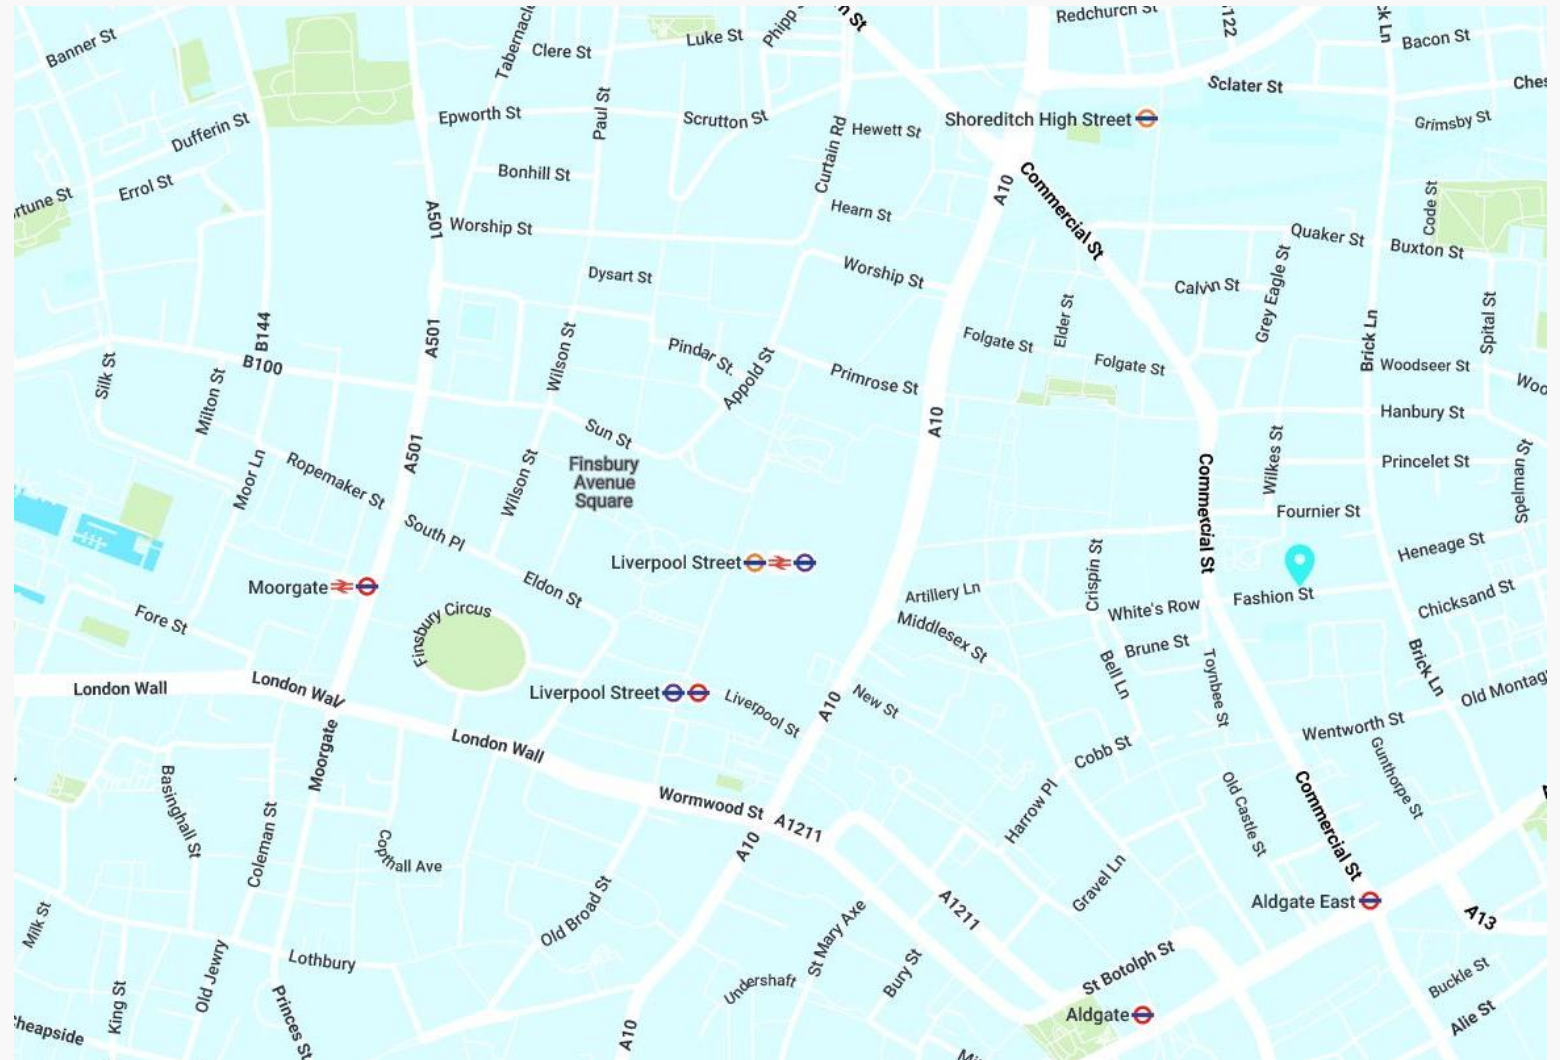 Redchurch St
Banner St
Tabernacle
Clere St
Luke St
Bacon St
Sclater St
Dufferin St
Epworth St
Paul St
Scrutton St
Hewett St
Shoreditch High Street
Grimsby St
Errol St
Bonhill St
Curtain Rd
A10
Commercial St
Code St
A501
Worship St
Hearn St
Quaker St
Buxton St
Dysart St
Worship St
Calvin St
Grey Eagle St
Spital St
B144
A501
Wilson St
Pindar St
Appold St
Primrose St
Folgate St
Elder St
Folgate St
Brick Ln
Woodseer St
B100
Silk St
Milton St
A10
Hanbury St
Sun St
Finsbury
Avenue
Square
A501
Moor Ln
Ropemaker St
Wilson St
Commercial St
Wilkes St
Princelet St
Spelman St
Fournier St
South Pl
Liverpool Street
Heneage St
Moorgate
Eldon St
Artillery Ln
Crispin St
White's Row
Fashion St
Chicksand St
Fore St
Finsbury Circus
Middlesex St
Brune St
Bell Ln
Toynbee St
Brick Ln
London Wall
London Wall
Liverpool Street
Liverpool St
A10
New St
Old Montag
Wentworth St
Moorgate
London Wall
Cobb St
Gunthorpe St
Basinghall St
Coleman St
Copthall Ave
Wormwood St
A1211
A10
Harrow Pl
Old Castle St
Commercial St
Gravel Ln
Aldgate East
A13
Milk St
Old Broad St
St Mary Axe
A1211
Lothbury
Old Jewry
King St
Princes St
Undershaft
Bury St
St Botolph St
Buckle St
Aldgate
Alie St
heapside
A10